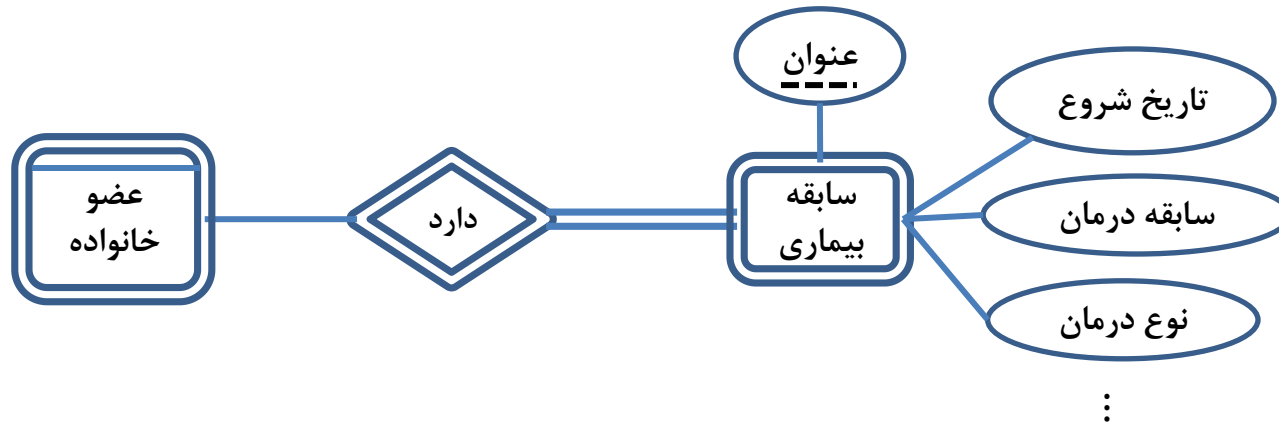 عنوان
تاریخ شروع
عضو
خانواده
دارد
سابقه
بیماری
سابقه درمان
نوع درمان
⋮